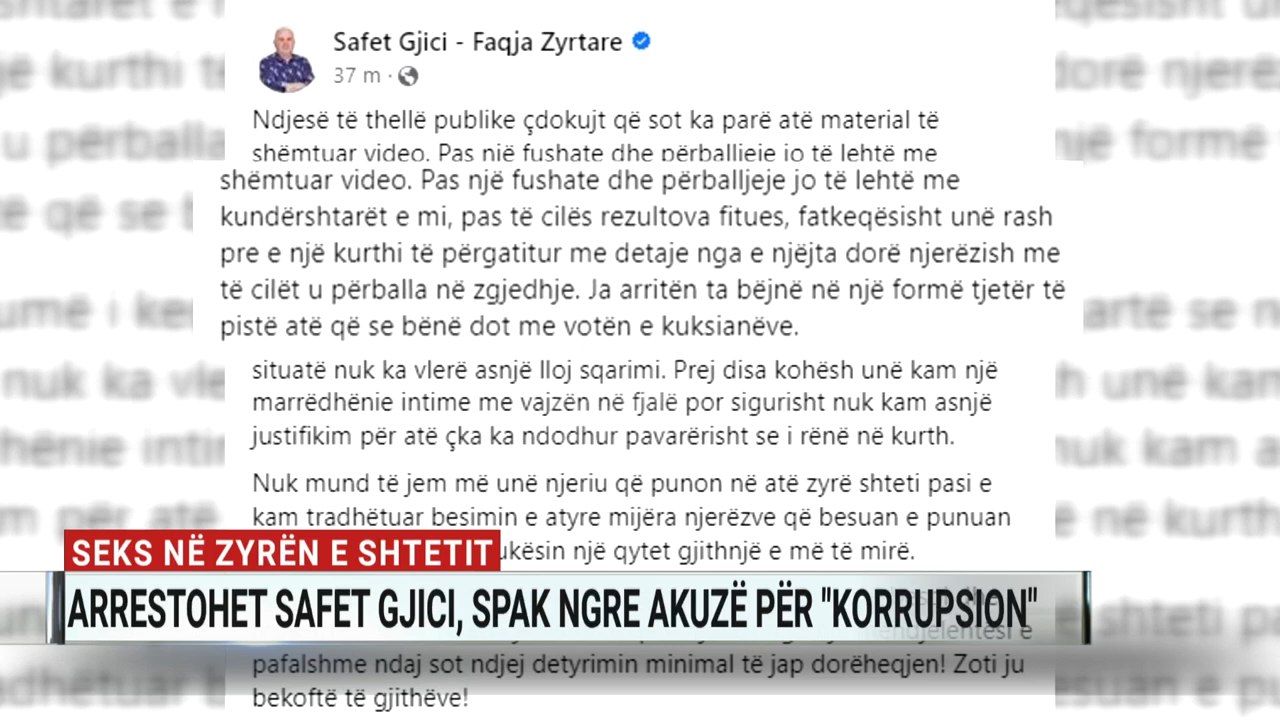 Safet Gjici - Faqja Zyrtare
37 m ·
Ndjesë të thellë publike çdokujt që sot ka parë atë material të
shëmtuar video. Pas një fushate dhe përballjeje jo të lehtë me
shëmtuar video. Pas një fushate dhe përballjeje jo të lehtë me
kundërshtarët e mi, pas të cilës rezultova fitues, fatkeqësisht unë rash
pre e një kurthi të përgatitur me detaje nga e njëjta dorë njerëzish me
të cilët u përballa në zgjedhje. Ja arritën ta bëjnë në një formë tjetër të
pistë atë që se bënë dot me votën e kuksianëve.
situatë nuk ka vlerë asnjë lloj sqarimi. Prej disa kohësh unë kam një
marrëdhënie intime me vajzën në fjalë por sigurisht nuk kam asnjë
justifikim për atë çka ka ndodhur pavarërisht se i rënë në kurth.
Nuk mund të jem më unë njeriu që punon në atë zyrë shteti pasi e
kam tradhëtuar besimin e atyre mijëra njerëzve që besuan e punuan
ukësin një qytet gjithnjë e më të mirë.
SEKS NË ZYRËN E SHTETIT
ARRESTOHET SAFET GJICI, SPAK NGRE AKUZË PËR "KORRUPSION"
pafalshme ndaj sot ndjej detyrimin minimal të jap dorëheqjen! Zoti ju
bekoftë të gjithëve!